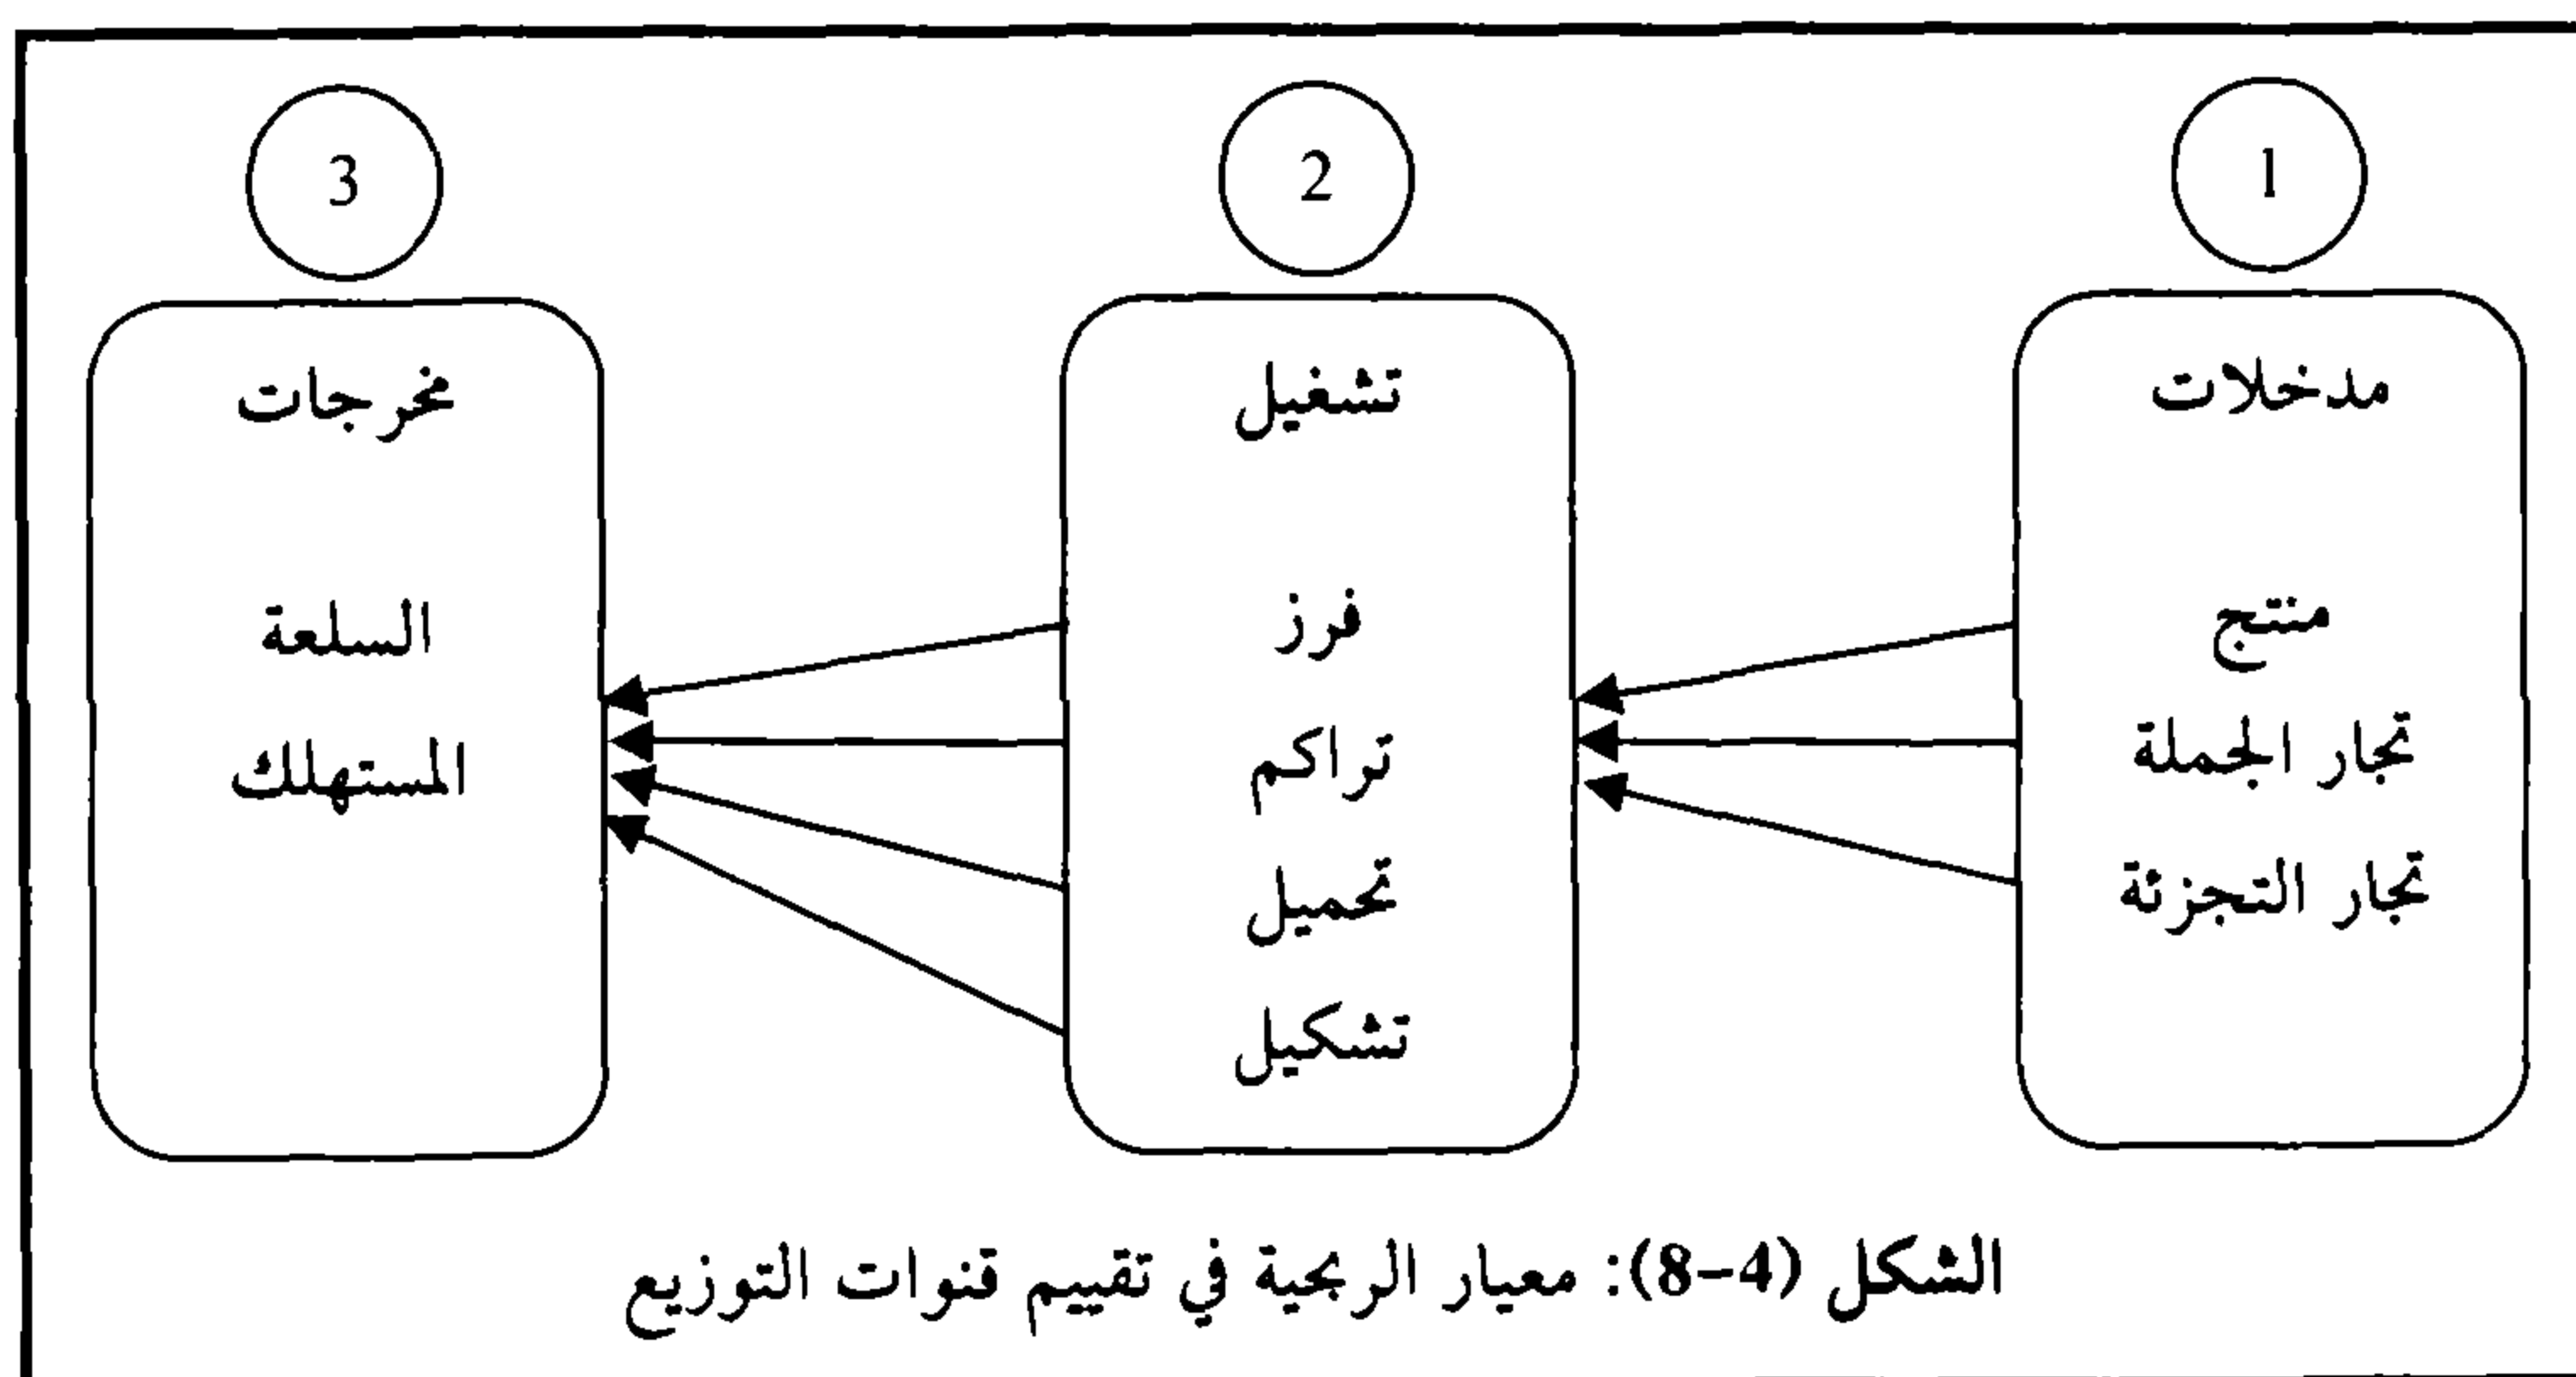 1
مدخلات
منتج
تجار الجملة
تجار التجزئة
2
تشغيل
فرز
تراكم
تحميل
تشكيل
3
مخرجات
السلعة
المستهلك
الشكل (4-8): معيار الربحية في تقييم قنوات التوزيع